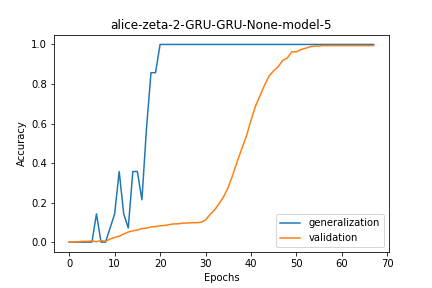 alice-zeta-2-GRU-GRU-None-model-5
Accuracy
1.0
0.8
0.6
0.4
0.2
0.0
0 10 20 30 40 50 60 70
Epochs
generalization
validation